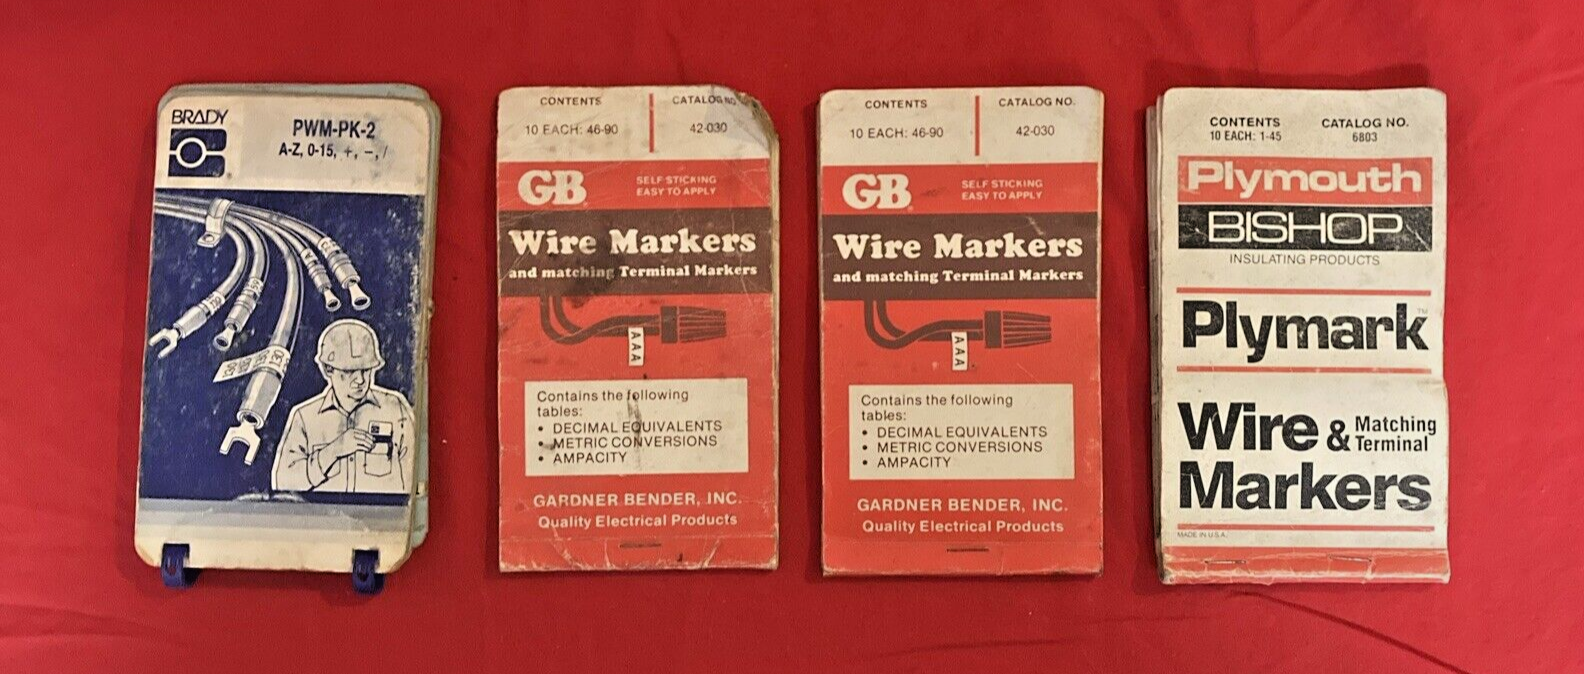 BRADY
PWM-PK-2
A-Z, 0-15, +, -, /
CONTENTS
CATALOG NO
10 EACH: 46-90
42-030
GB
SELF STICKING
EASY TO APPLY
Wire Markers
and matching Terminal Markers
AAA
Contains the following
tables:
• DECIMAL EQUIVALENTS
• METRIC CONVERSIONS
• AMPACITY
GARDNER BENDER, INC.
Quality Electrical Products
CONTENTS
CATALOG NO.
10 EACH: 46-90
42-030
GB
SELF STICKING
EASY TO APPLY
Wire Markers
and matching Terminal Markers
AAA
Contains the following
tables:
• DECIMAL EQUIVALENTS
• METRIC CONVERSIONS
• AMPACITY
GARDNER BENDER, INC.
Quality Electrical Products
CONTENTS
10 EACH: 1-45
CATALOG NO.
6803
Plymouth
BISHOP
INSULATING PRODUCTS
Plymark™
Wire & Matching Terminal
Markers
MADE IN U.S.A.